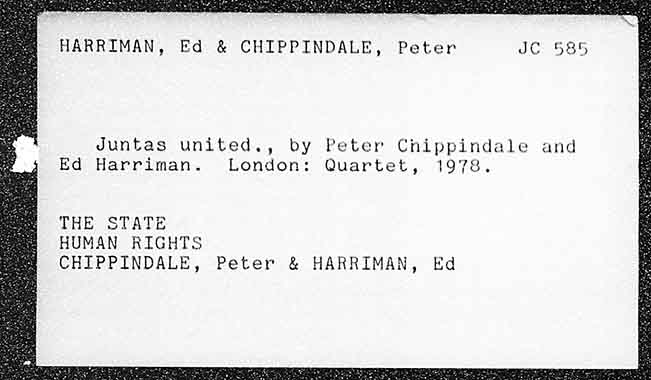 HARRIMAN, Ed & CHIPPINDALE, Peter JC 585
Juntas united., by Peter Chippindale and
Ed Harriman. London: Quartet, 1978.
THE STATE
HUMAN RIGHTS
CHIPPINDALE, Peter & HARRIMAN, Ed